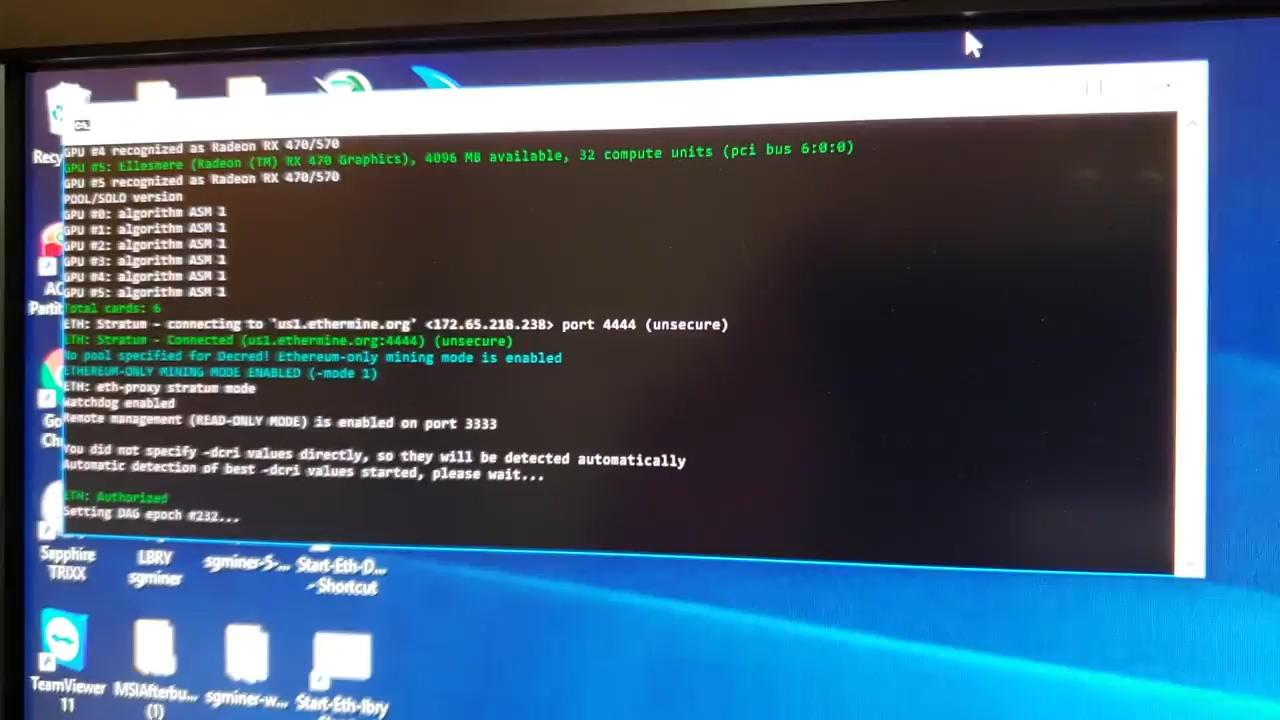 GPU #4 recognized as Radeon RX 470/570
GPU #5: Ellesmere (Radeon (TM) RX 470 Graphics), 4096 MB available, 32 compute units (pci bus 6:0:0)
GPU #5 recognized as Radeon RX 470/570
POOL/SOLO version
GPU #0: algorithm ASM 1
GPU #1: algorithm ASM 1
GPU #2: algorithm ASM 1
GPU #3: algorithm ASM 1
GPU #4: algorithm ASM 1
GPU #5: algorithm ASM 1
Total cards: 6
ETH: Stratum - connecting to 'us1.ethermine.org' <172.65.218.238> port 4444 (unsecure)
ETH: Stratum - Connected (us1.ethermine.org:4444) (unsecure)
No pool specified for Decred! Ethereum-only mining mode is enabled
ETHEREUM-ONLY MINING MODE ENABLED (-mode 1)
ETH: eth-proxy stratum mode
Watchdog enabled
Remote management (READ-ONLY MODE) is enabled on port 3333
You did not specify -dcri values directly, so they will be detected automatically
Automatic detection of best -dcri values started, please wait...
ETH: Authorized
Setting DAG epoch #232...
Recy
AC
Parti
Go
Ch
Sapphire
TRIXX
LBRY
sgminer
sgminer-5-...
Start-Eth-D...
- Shortcut
TeamViewer
11
MSIAfterbu...
(1)
sgminer-w...
Start-Eth-lbry